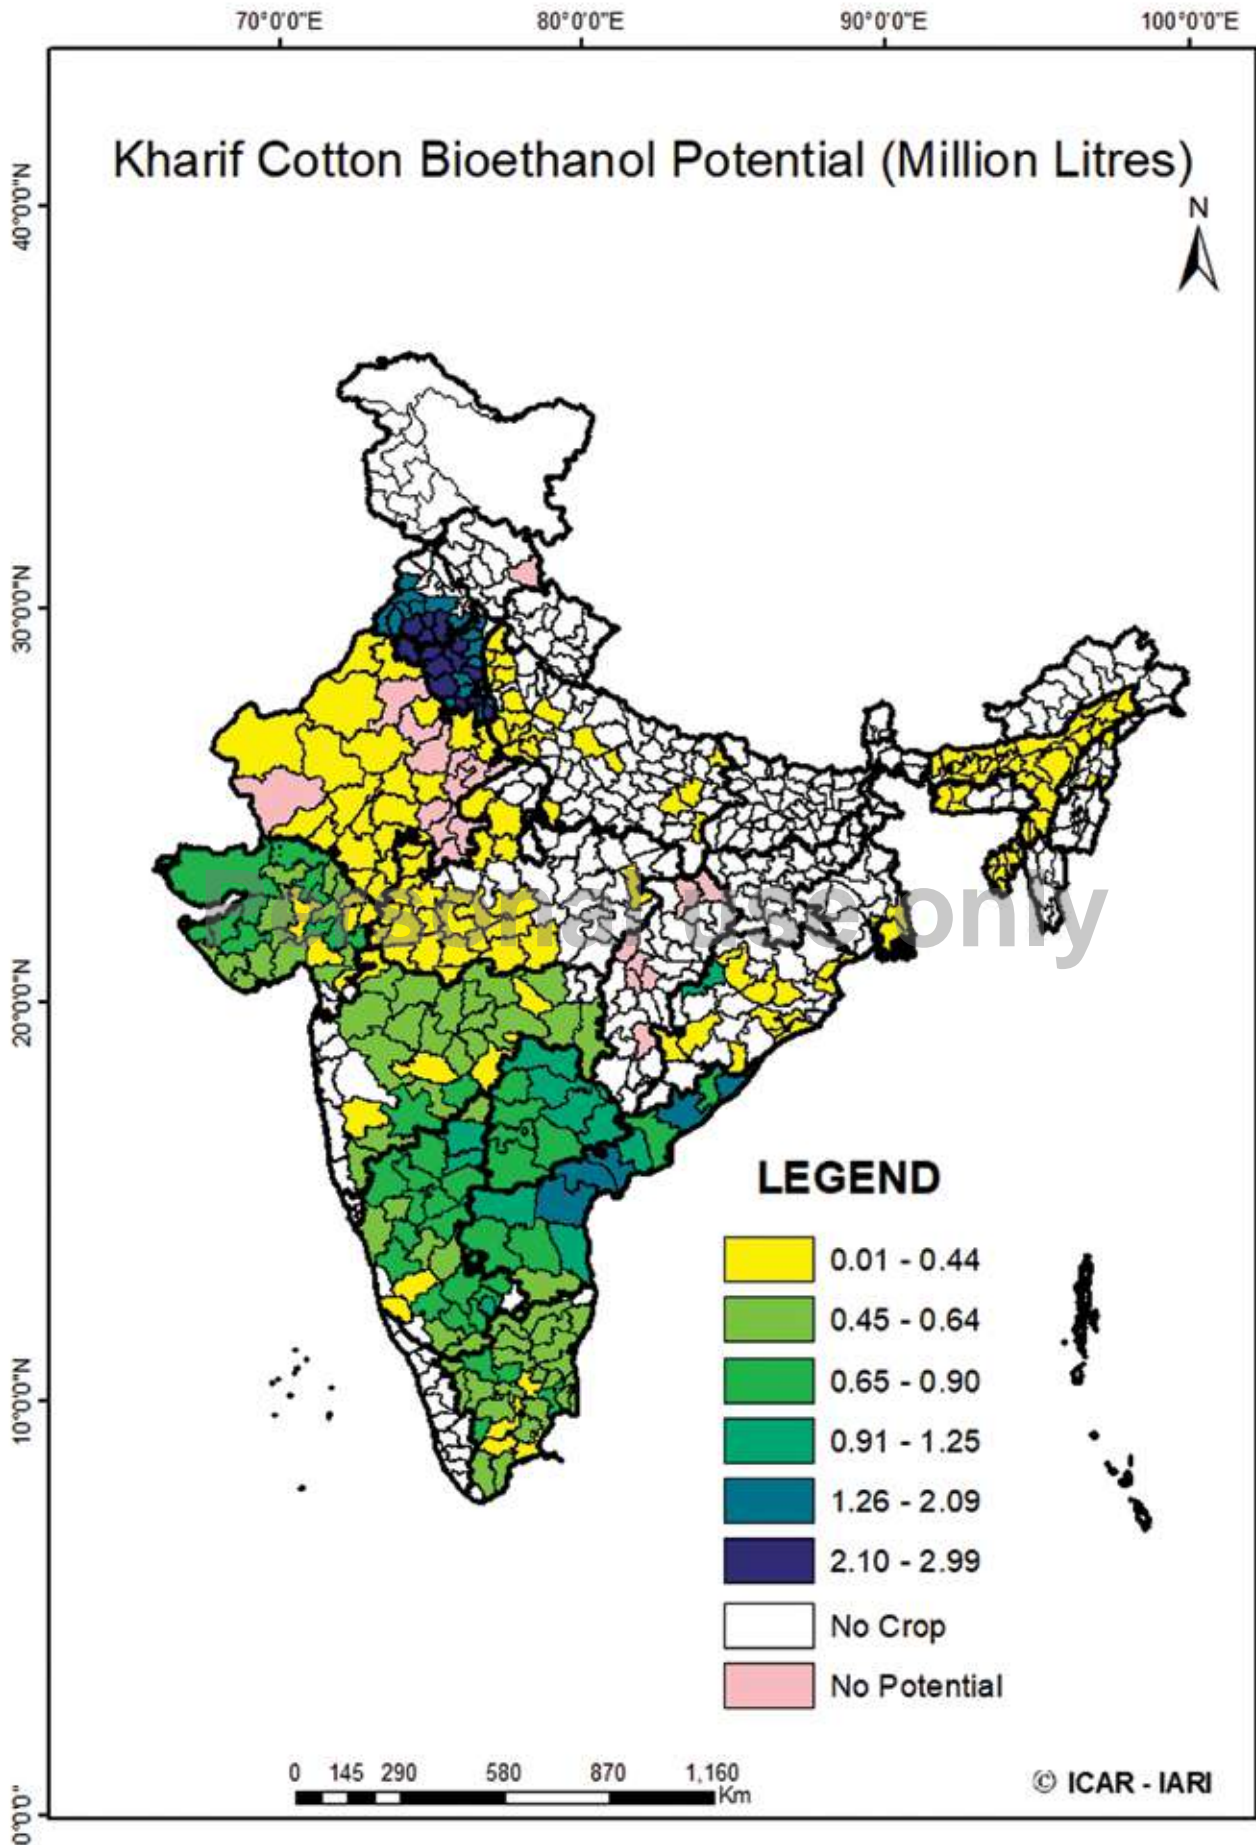 70°0'0"E 80°0'0"E 90°0'0"E 100°0'0"E
Kharif Cotton Bioethanol Potential (Million Litres)
N
40°0'0"N
30°0'0"N
20°0'0"N
10°0'0"N
0°0'0"
Personal use only
LEGEND
0.01 - 0.44
0.45 - 0.64
0.65 - 0.90
0.91 - 1.25
1.26 - 2.09
2.10 - 2.99
No Crop
No Potential
0 145 290 580 870 1,160
Km
© ICAR - IARI